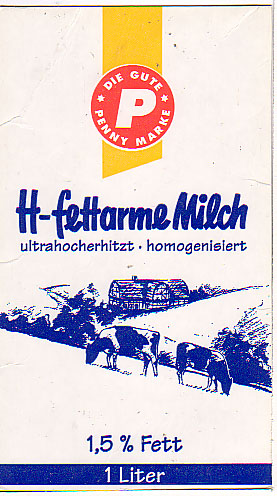 DIE GUTE
P
PENNY MARKE
H-fettarme Milch
ultrahocherhitzt · homogenisiert
1,5 % Fett
1 Liter